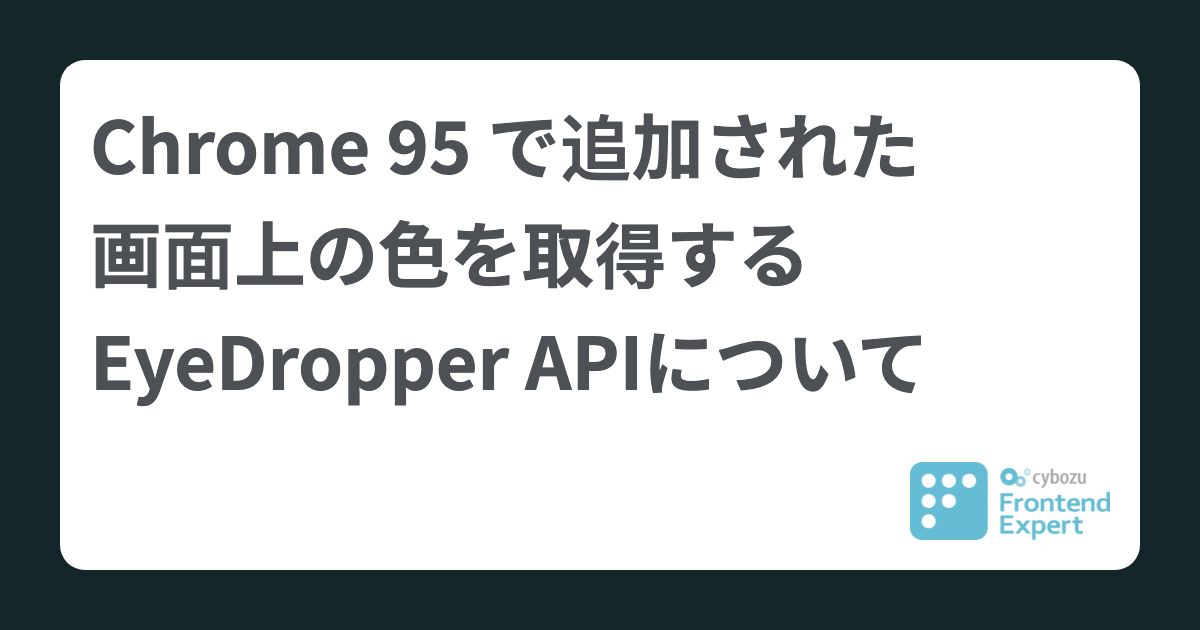 Chrome 95 で追加された
画面上の色を取得する
EyeDropper APIについて
cybozu
Frontend
Expert